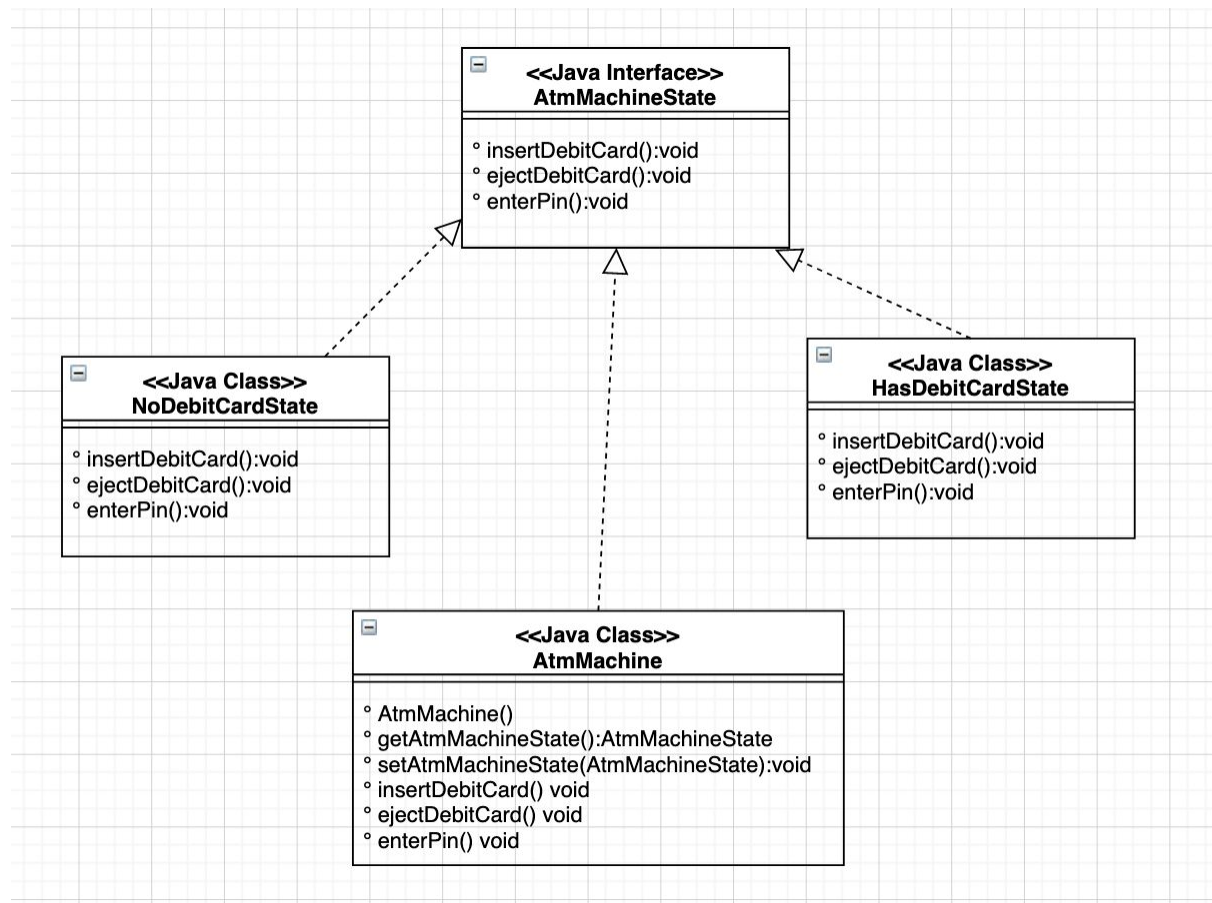 <<Java Interface>>
AtmMachineState
° insertDebitCard():void
° ejectDebitCard():void
° enterPin():void
<<Java Class>>
NoDebitCardState
° insertDebitCard():void
° ejectDebitCard():void
° enterPin():void
<<Java Class>>
HasDebitCardState
° insertDebitCard():void
° ejectDebitCard():void
° enterPin():void
<<Java Class>>
AtmMachine
° AtmMachine()
° getAtmMachineState():AtmMachineState
° setAtmMachineState(AtmMachineState):void
° insertDebitCard() void
° ejectDebitCard() void
° enterPin() void